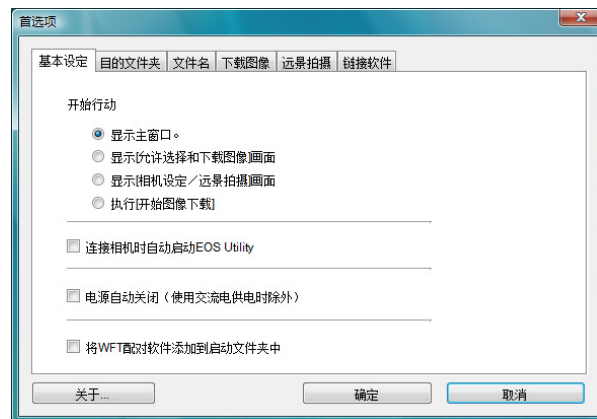 首选项
基本设定 目的文件夹 文件名 下载图像 远景拍摄 链接软件
开始行动
显示主窗口。
显示[允许选择和下载图像]画面
显示[相机设定／远景拍摄]画面
执行[开始图像下载]
连接相机时自动启动EOS Utility
电源自动关闭（使用交流电供电时除外）
将WFT配对软件添加到启动文件夹中
关于... 确定 取消